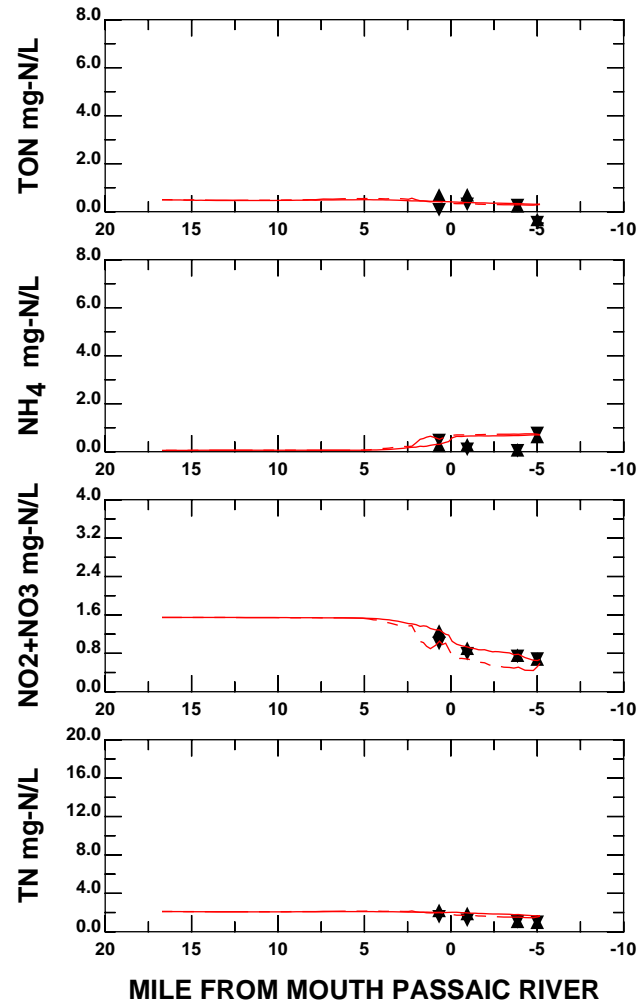 8.0
6.0
4.0
2.0
0.0
TON mg-N/L
20 15 10 5 0 -5 -10
8.0
6.0
4.0
2.0
0.0
NH4 mg-N/L
20 15 10 5 0 -5 -10
4.0
3.2
2.4
1.6
0.8
0.0
NO2+NO3 mg-N/L
20 15 10 5 0 -5 -10
20.0
16.0
12.0
8.0
4.0
0.0
TN mg-N/L
20 15 10 5 0 -5 -10
MILE FROM MOUTH PASSAIC RIVER